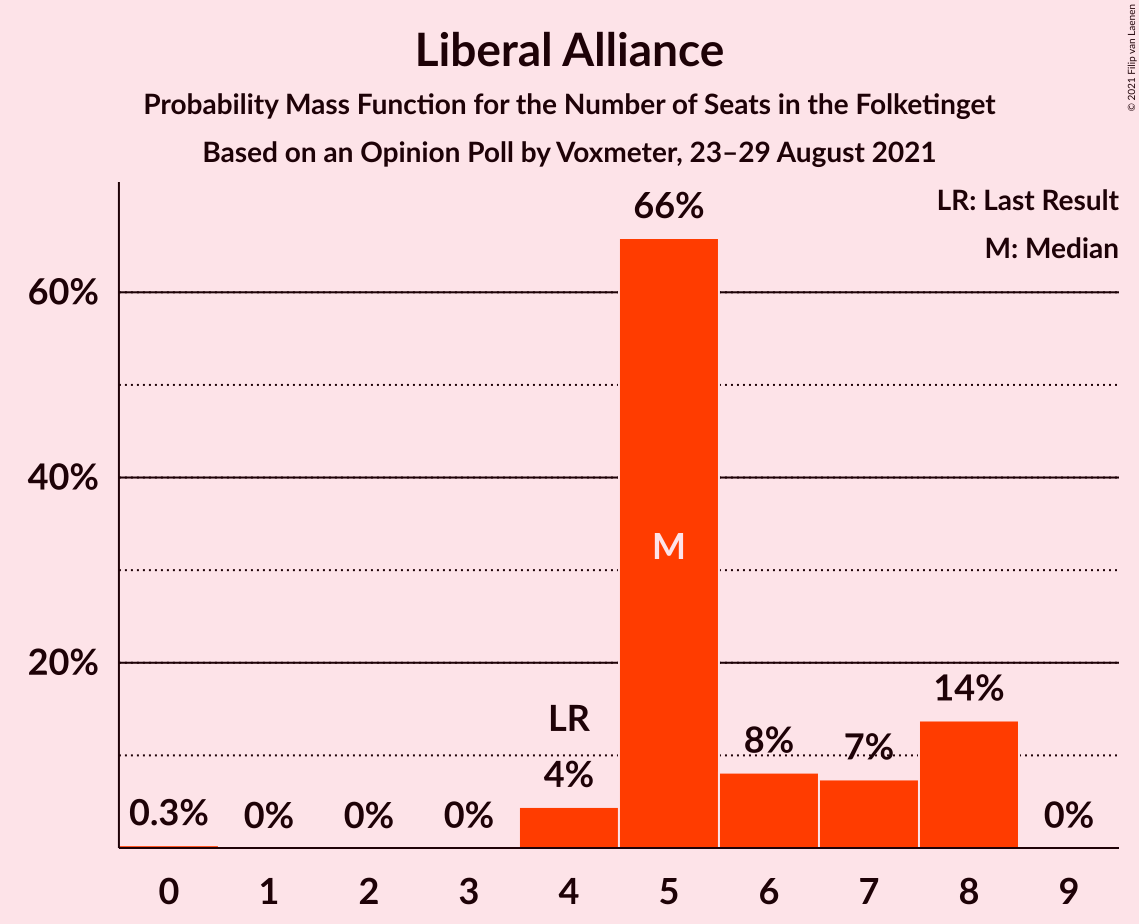 Liberal Alliance
Probability Mass Function for the Number of Seats in the Folketinget
Based on an Opinion Poll by Voxmeter, 23–29 August 2021
© 2021 Filip van Laenen
LR: Last Result
M: Median
60%
40%
20%
0.3%
0%
0%
0%
LR
4%
66%
M
8%
7%
14%
0%
0 1 2 3 4 5 6 7 8 9